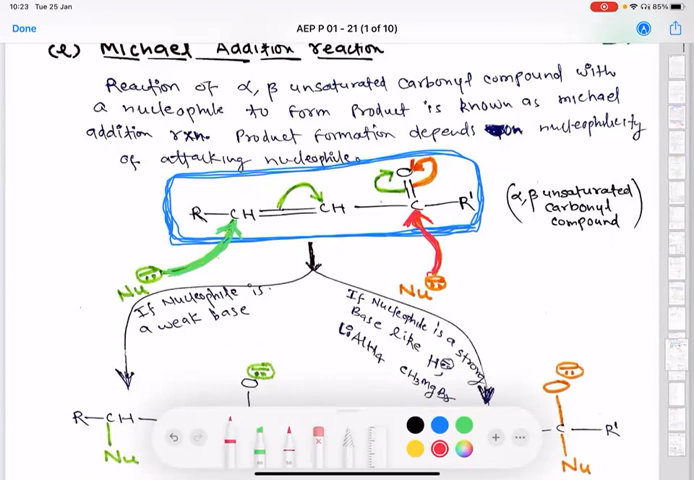 10:23 Tue 25 Jan
85%
Done
AEP P 01 - 21 (1 of 10)
(e) Michael Addition reaction
Reaction of α, β unsaturated Carbonyl compound with
a nucleophile to form Product is known as michael
addition rxn. Product formation depends on nucleophilicity
of attacking nucleophile.
O
R—CH=CH—C—R'
(α, β unsaturated
carbonyl
compound)
Nu
Nu
If Nucleophile is
a weak base
If Nucleophile is a strong
Base like H⊖,
LiAlH4 CH3MgBr
O
O
R—CH—
Nu
C—R'
Nu